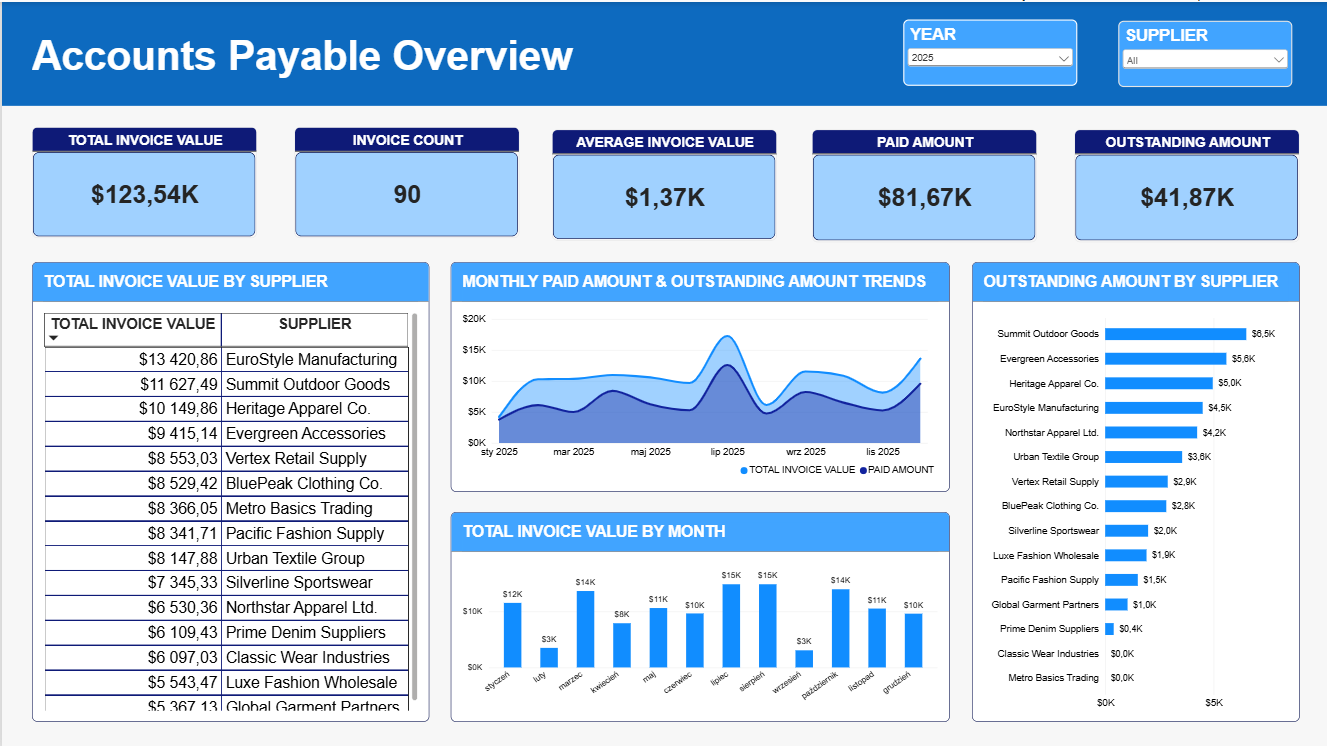 Accounts Payable Overview
YEAR
2025
SUPPLIER
All
TOTAL INVOICE VALUE
$123,54K
INVOICE COUNT
90
AVERAGE INVOICE VALUE
$1,37K
PAID AMOUNT
$81,67K
OUTSTANDING AMOUNT
$41,87K
TOTAL INVOICE VALUE BY SUPPLIER
TOTAL INVOICE VALUE SUPPLIER
$13 420,86 EuroStyle Manufacturing
$11 627,49 Summit Outdoor Goods
$10 149,86 Heritage Apparel Co.
$9 415,14 Evergreen Accessories
$8 553,03 Vertex Retail Supply
$8 529,42 BluePeak Clothing Co.
$8 366,05 Metro Basics Trading
$8 341,71 Pacific Fashion Supply
$8 147,88 Urban Textile Group
$7 345,33 Silverline Sportswear
$6 530,36 Northstar Apparel Ltd.
$6 109,43 Prime Denim Suppliers
$6 097,03 Classic Wear Industries
$5 543,47 Luxe Fashion Wholesale
$5 367,13 Global Garment Partners
MONTHLY PAID AMOUNT & OUTSTANDING AMOUNT TRENDS
$20K
$15K
$10K
$5K
$0K
sty 2025 mar 2025 maj 2025 lip 2025 wrz 2025 lis 2025
TOTAL INVOICE VALUE PAID AMOUNT
TOTAL INVOICE VALUE BY MONTH
$10K
$0K
$12K $3K $14K $8K $11K $10K $15K $15K $3K $14K $11K $10K
styczeń luty marzec kwiecień maj czerwiec lipiec sierpień wrzesień październik listopad grudzień
OUTSTANDING AMOUNT BY SUPPLIER
Summit Outdoor Goods $6,5K
Evergreen Accessories $5,6K
Heritage Apparel Co. $5,0K
EuroStyle Manufacturing $4,5K
Northstar Apparel Ltd. $4,2K
Urban Textile Group $3,6K
Vertex Retail Supply $2,9K
BluePeak Clothing Co. $2,8K
Silverline Sportswear $2,0K
Luxe Fashion Wholesale $1,9K
Pacific Fashion Supply $1,5K
Global Garment Partners $1,0K
Prime Denim Suppliers $0,4K
Classic Wear Industries $0,0K
Metro Basics Trading $0,0K
$0K $5K